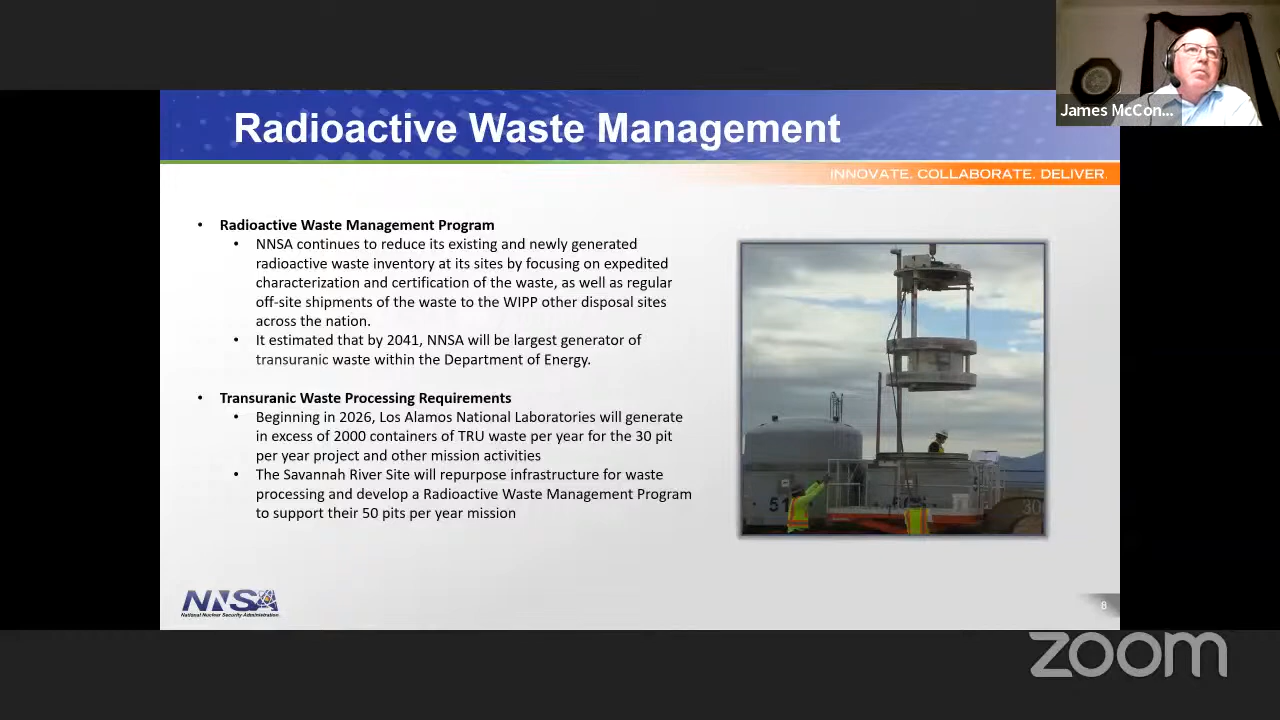 James McCon...
Radioactive Waste Management
INNOVATE. COLLABORATE. DELIVER.
• Radioactive Waste Management Program
• NNSA continues to reduce its existing and newly generated
radioactive waste inventory at its sites by focusing on expedited
characterization and certification of the waste, as well as regular
off-site shipments of the waste to the WIPP other disposal sites
across the nation.
• It estimated that by 2041, NNSA will be largest generator of
transuranic waste within the Department of Energy.
• Transuranic Waste Processing Requirements
• Beginning in 2026, Los Alamos National Laboratories will generate
in excess of 2000 containers of TRU waste per year for the 30 pit
per year project and other mission activities
• The Savannah River Site will repurpose infrastructure for waste
processing and develop a Radioactive Waste Management Program
to support their 50 pits per year mission
51
30
NNSA
National Nuclear Security Administration
8
zoom